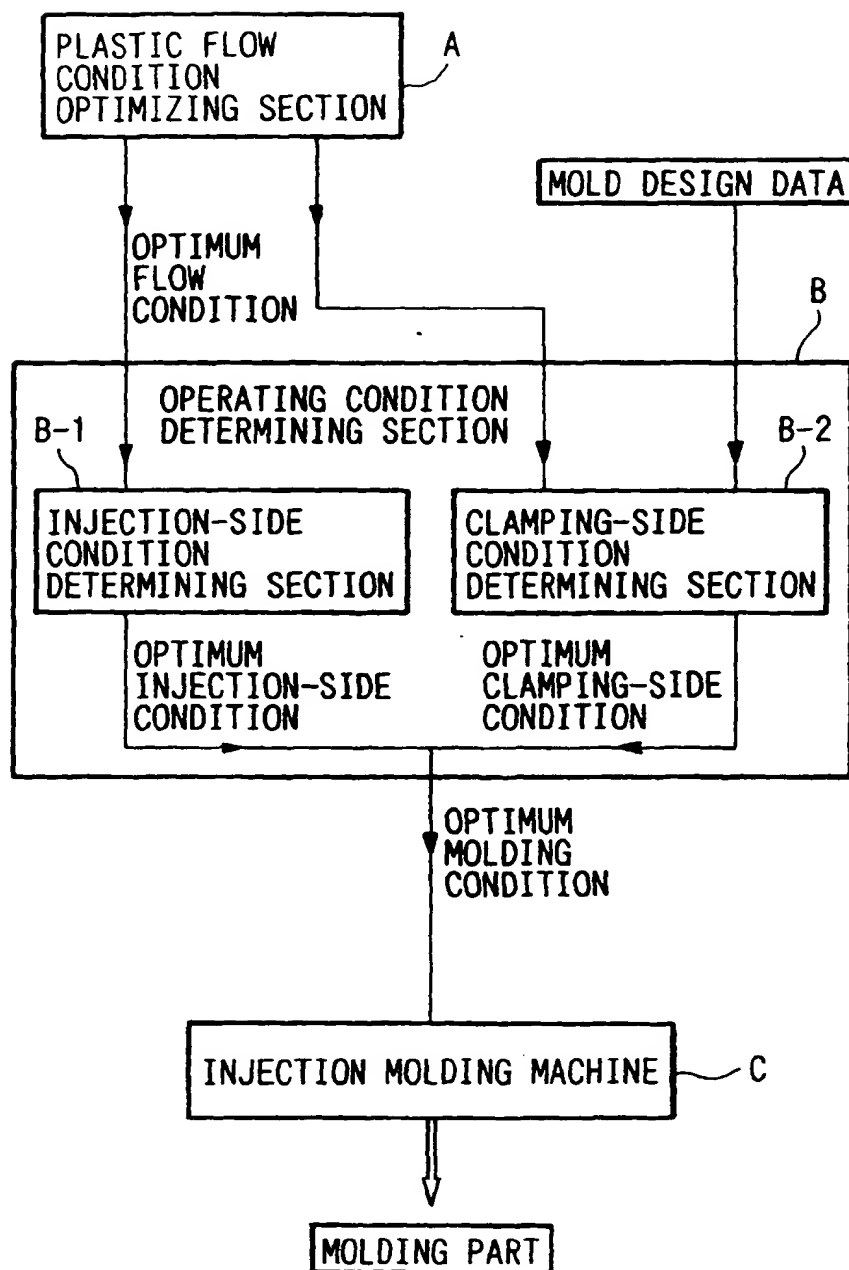 PLASTIC FLOW
CONDITION
OPTIMIZING SECTION
A
MOLD DESIGN DATA
OPTIMUM
FLOW
CONDITION
B
OPERATING CONDITION
DETERMINING SECTION
B-1
B-2
INJECTION-SIDE
CONDITION
DETERMINING SECTION
CLAMPING-SIDE
CONDITION
DETERMINING SECTION
OPTIMUM
INJECTION-SIDE
CONDITION
OPTIMUM
CLAMPING-SIDE
CONDITION
OPTIMUM
MOLDING
CONDITION
INJECTION MOLDING MACHINE
C
MOLDING PART